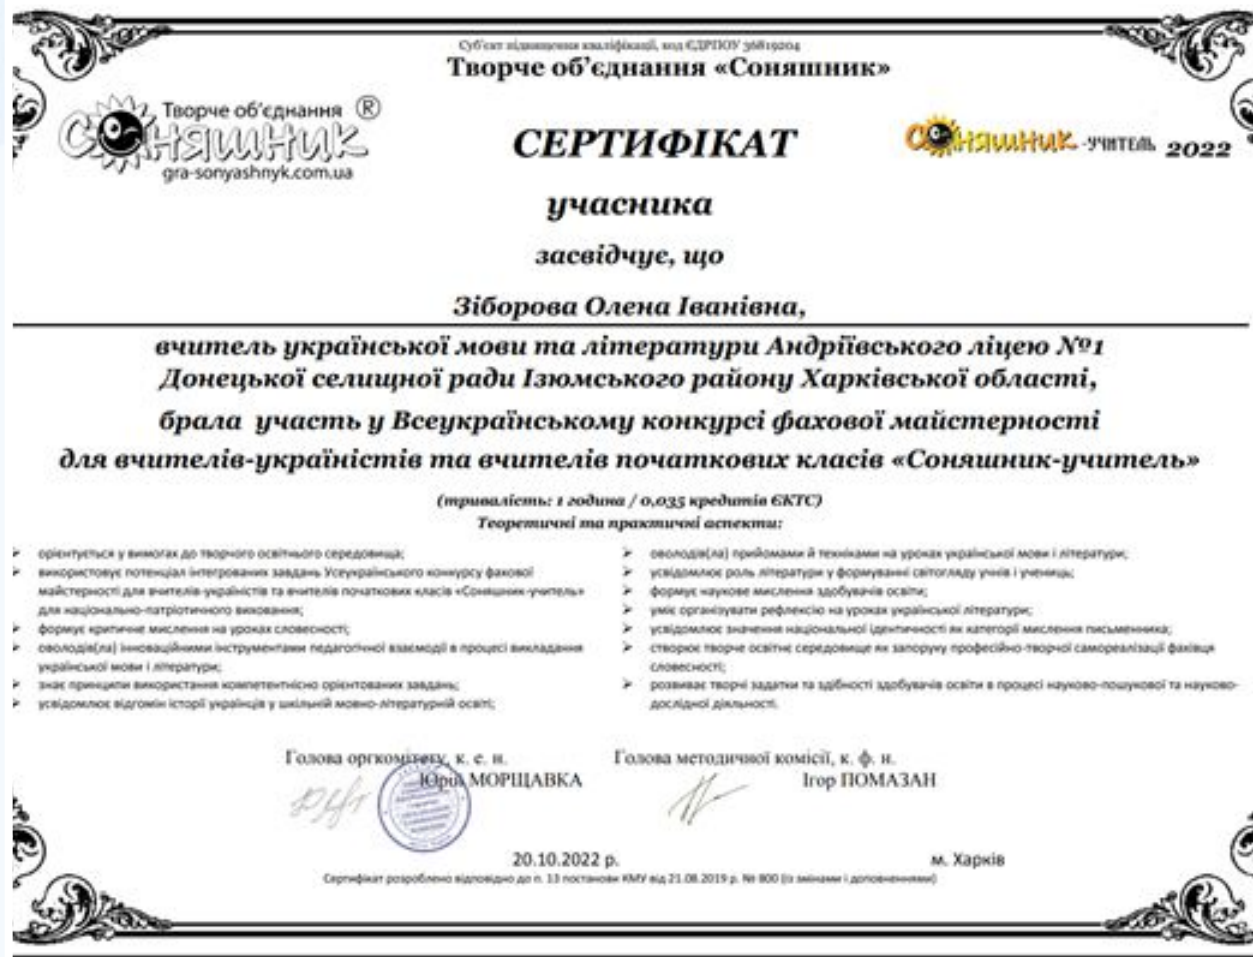 Суб'єкт підвищення кваліфікації, код ЄДРПОУ 36819204
Творче об'єднання «Соняшник»
Творче об'єднання ®
СОНЯШНИК
gra-sonyashnyk.com.ua
СЕРТИФІКАТ
СОНЯШНИК-УЧИТЕЛЬ 2022
учасника
засвідчує, що
Зіборова Олена Іванівна,
вчитель української мови та літератури Андріївського ліцею №1
Донецької селищної ради Ізюмського району Харківської області,
брала участь у Всеукраїнському конкурсі фахової майстерності
для вчителів-україністів та вчителів початкових класів «Соняшник-учитель»
(тривалість: 1 година / 0,035 кредитів ЄКТС)
Теоретичні та практичні аспекти:
орієнтується у вимогах до творчого освітнього середовища;
використовує потенціал інтегрованих завдань Усеукраїнського конкурсу фахової
майстерності для вчителів-україністів та вчителів початкових класів «Соняшник-учитель»
для національно-патріотичного виховання;
формує критичне мислення на уроках словесності;
оволодів(ла) інноваційними інструментами педагогічної взаємодії в процесі викладання
української мови і літератури;
знає принципи використання компетентнісно орієнтованих завдань;
усвідомлює відгомін історії українців у шкільній мовно-літературній освіті;
оволодів(ла) прийомами й техніками на уроках української мови і літератури;
усвідомлює роль літератури у формуванні світогляду учнів і учениць;
формує наукове мислення здобувачів освіти;
уміє організувати рефлексію на уроках української літератури;
усвідомлює значення національної ідентичності як категорії мислення письменника;
створює творче освітнє середовище як запоруку професійно-творчої самореалізації фахівця
словесності;
розвиває творчі задатки та здібності здобувачів освіти в процесі науково-пошукової та науково-
дослідної діяльності.
Голова оргкомітету, к. е. н.
Юрій МОРЩАВКА
Голова методичної комісії, к. ф. н.
Ігор ПОМАЗАН
20.10.2022 р.
м. Харків
Сертифікат розроблено відповідно до п. 13 постанови КМУ від 21.08.2019 р. № 800 (із змінами і доповненнями)